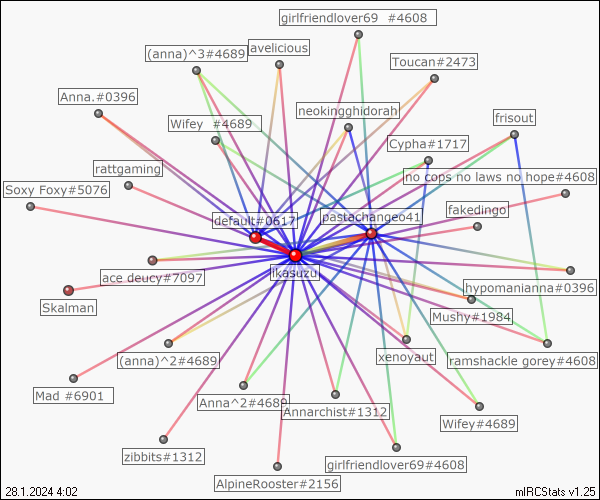 girlfriendlover69 #4608
(anna)^3#4689
avelicious
Toucan#2473
Anna.#0396
neokingghidorah
frisout
Wifey #4689
Cypha#1717
rattgaming
no cops no laws no hope#4608
Soxy Foxy#5076
default#0617
pastachangeo41
fakedingo
ikasuzu
ace deucy#7097
hypomanianna#0396
Skalman
Mushy#1984
(anna)^2#4689
xenoyaut
ramshackle gorey#4608
Mad #6901
Anna^2#4689
Annarchist#1312
Wifey#4689
zibbits#1312
girlfriendlover69#4608
AlpineRooster#2156
28.1.2024 4:02
mIRCStats v1.25